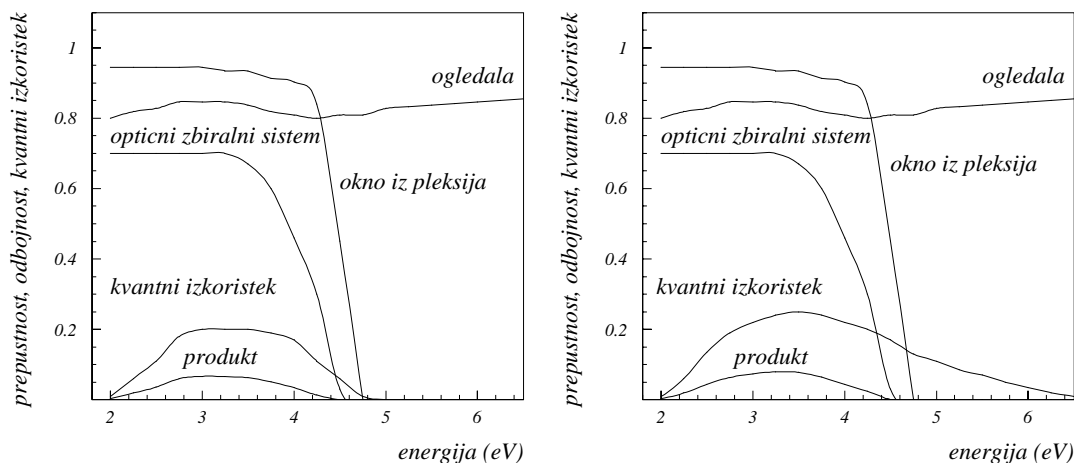 prepustnost, odbojnost, kvantni izkoristek
1
0.8
0.6
0.4
0.2
ogledala
opticni zbiralni sistem
okno iz pleksija
kvantni izkoristek
produkt
2 3 4 5 6
energija (eV)
prepustnost, odbojnost, kvantni izkoristek
1
0.8
0.6
0.4
0.2
ogledala
opticni zbiralni sistem
okno iz pleksija
kvantni izkoristek
produkt
2 3 4 5 6
energija (eV)